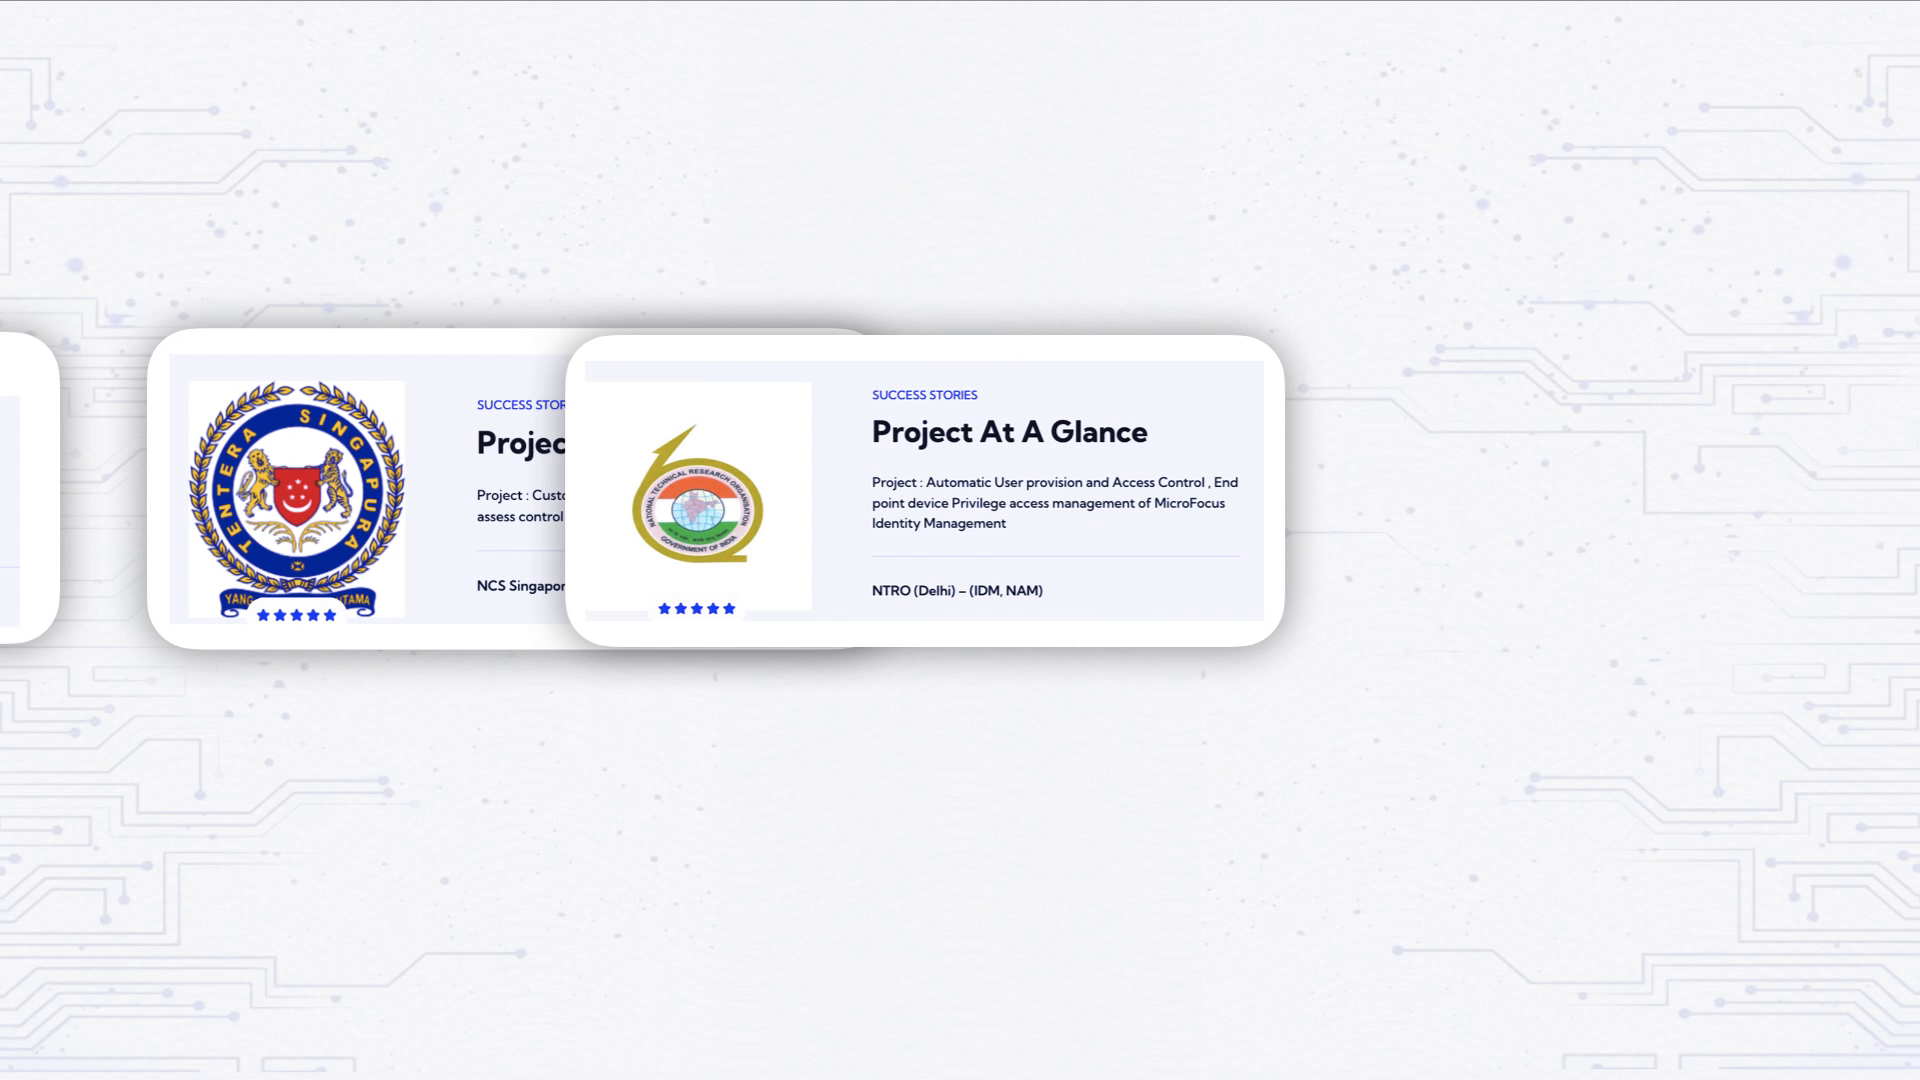 TENTERA SINGAPURA
YANG
SUCCESS STOR
Projec
Project : Custo
assess control
NCS Singapor
NATIONAL TECHNICAL RESEARCH ORGANISATION
GOVERNMENT OF INDIA
SUCCESS STORIES
Project At A Glance
Project : Automatic User provision and Access Control , End
point device Privilege access management of MicroFocus
Identity Management
NTRO (Delhi) – (IDM, NAM)